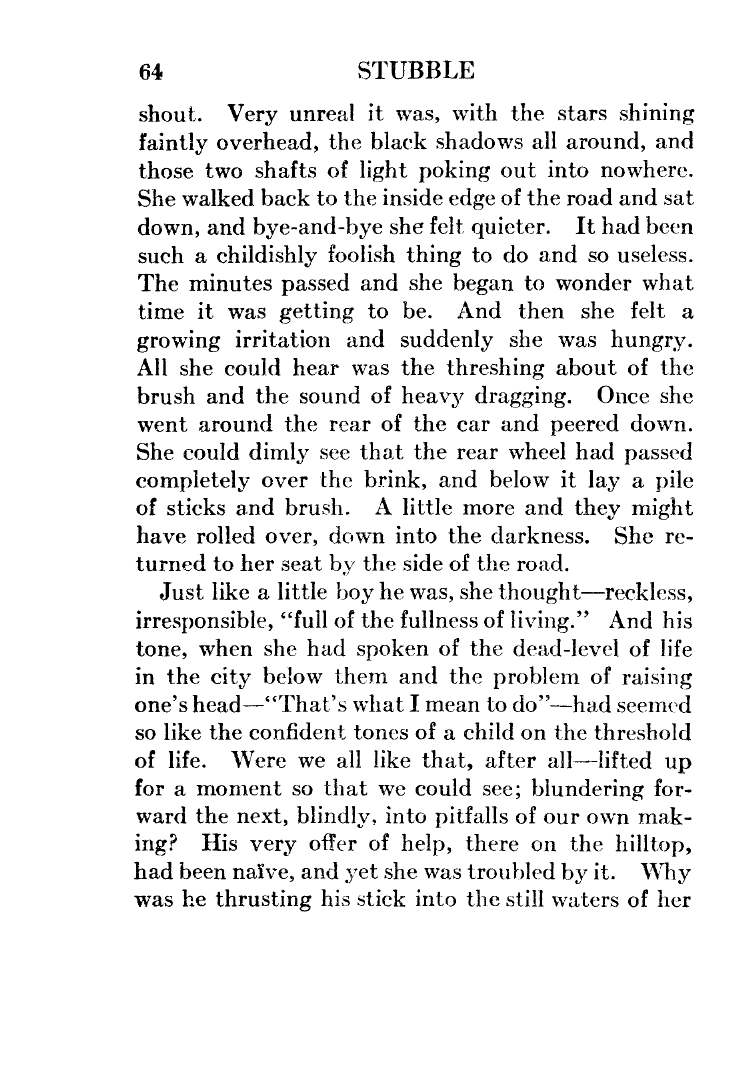 64 STUBBLE
shout. Very unreal it was, with the stars shining
faintly overhead, the black shadows all around, and
those two shafts of light poking out into nowhere.
She walked back to the inside edge of the road and sat
down, and bye-and-bye she felt quieter. It had been
such a childishly foolish thing to do and so useless.
The minutes passed and she began to wonder what
time it was getting to be. And then she felt a
growing irritation and suddenly she was hungry.
All she could hear was the threshing about of the
brush and the sound of heavy dragging. Once she
went around the rear of the car and peered down.
She could dimly see that the rear wheel had passed
completely over the brink, and below it lay a pile
of sticks and brush. A little more and they might
have rolled over, down into the darkness. She re-
turned to her seat by the side of the road.
Just like a little boy he was, she thought—reckless,
irresponsible, “full of the fullness of living.” And his
tone, when she had spoken of the dead-level of life
in the city below them and the problem of raising
one’s head—“That’s what I mean to do”—had seemed
so like the confident tones of a child on the threshold
of life. Were we all like that, after all—lifted up
for a moment so that we could see; blundering for-
ward the next, blindly, into pitfalls of our own mak-
ing? His very offer of help, there on the hilltop,
had been naïve, and yet she was troubled by it. Why
was he thrusting his stick into the still waters of her